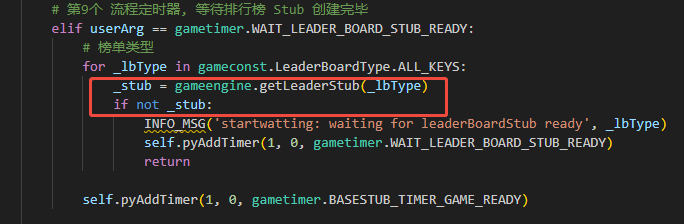 # 第9个 流程定时器, 等待排行榜 Stub 创建完毕
elif userArg == gametimer.WAIT_LEADER_BOARD_STUB_READY:
# 榜单类型
for _lbType in gameconst.LeaderBoardType.ALL_KEYS:
_stub = gameengine.getLeaderStub(_lbType)
if not _stub:
INFO_MSG('startwatting: waiting for leaderBoardStub ready', _lbType)
self.pyAddTimer(1, 0, gametimer.WAIT_LEADER_BOARD_STUB_READY)
return
self.pyAddTimer(1, 0, gametimer.BASESTUB_TIMER_GAME_READY)